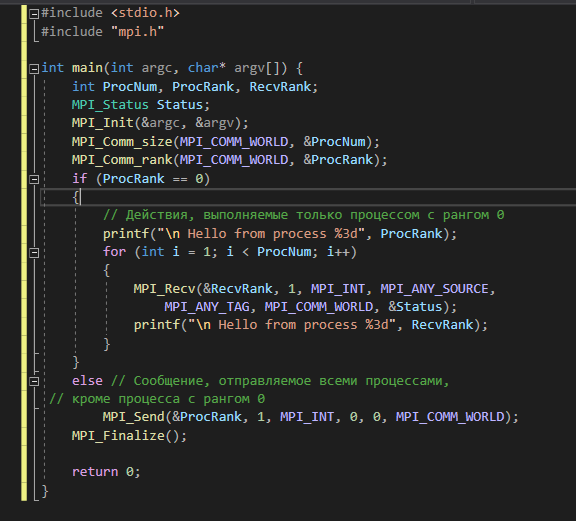 #include <stdio.h>
#include "mpi.h"
int main(int argc, char* argv[]) {
int ProcNum, ProcRank, RecvRank;
MPI_Status Status;
MPI_Init(&argc, &argv);
MPI_Comm_size(MPI_COMM_WORLD, &ProcNum);
MPI_Comm_rank(MPI_COMM_WORLD, &ProcRank);
if (ProcRank == 0)
{
// Действия, выполняемые только процессом с рангом 0
printf("\n Hello from process %3d", ProcRank);
for (int i = 1; i < ProcNum; i++)
{
MPI_Recv(&RecvRank, 1, MPI_INT, MPI_ANY_SOURCE,
MPI_ANY_TAG, MPI_COMM_WORLD, &Status);
printf("\n Hello from process %3d", RecvRank);
}
}
else // Сообщение, отправляемое всеми процессами,
// кроме процесса с рангом 0
MPI_Send(&ProcRank, 1, MPI_INT, 0, 0, MPI_COMM_WORLD);
MPI_Finalize();
return 0;
}